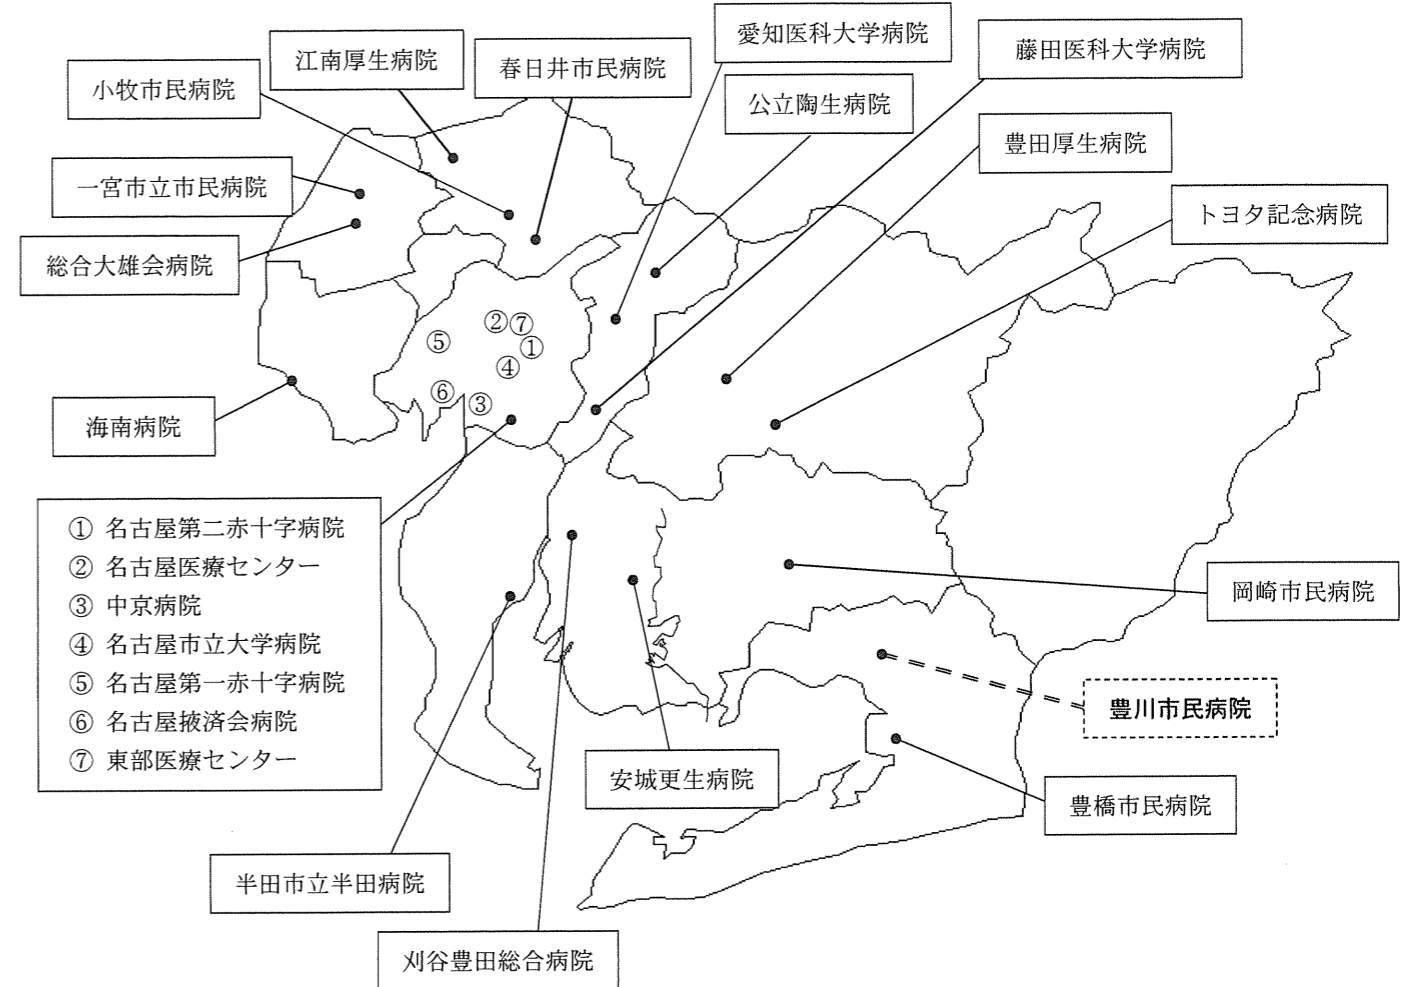 愛知医科大学病院
藤田医科大学病院
江南厚生病院
春日井市民病院
小牧市民病院
公立陶生病院
豊田厚生病院
一宮市立市民病院
トヨタ記念病院
総合大雄会病院
②
⑦
⑤
①
④
⑥
③
海南病院
① 名古屋第二赤十字病院
② 名古屋医療センター
③ 中京病院
④ 名古屋市立大学病院
⑤ 名古屋第一赤十字病院
⑥ 名古屋掖済会病院
⑦ 東部医療センター
岡崎市民病院
豊川市民病院
安城更生病院
豊橋市民病院
半田市立半田病院
刈谷豊田総合病院